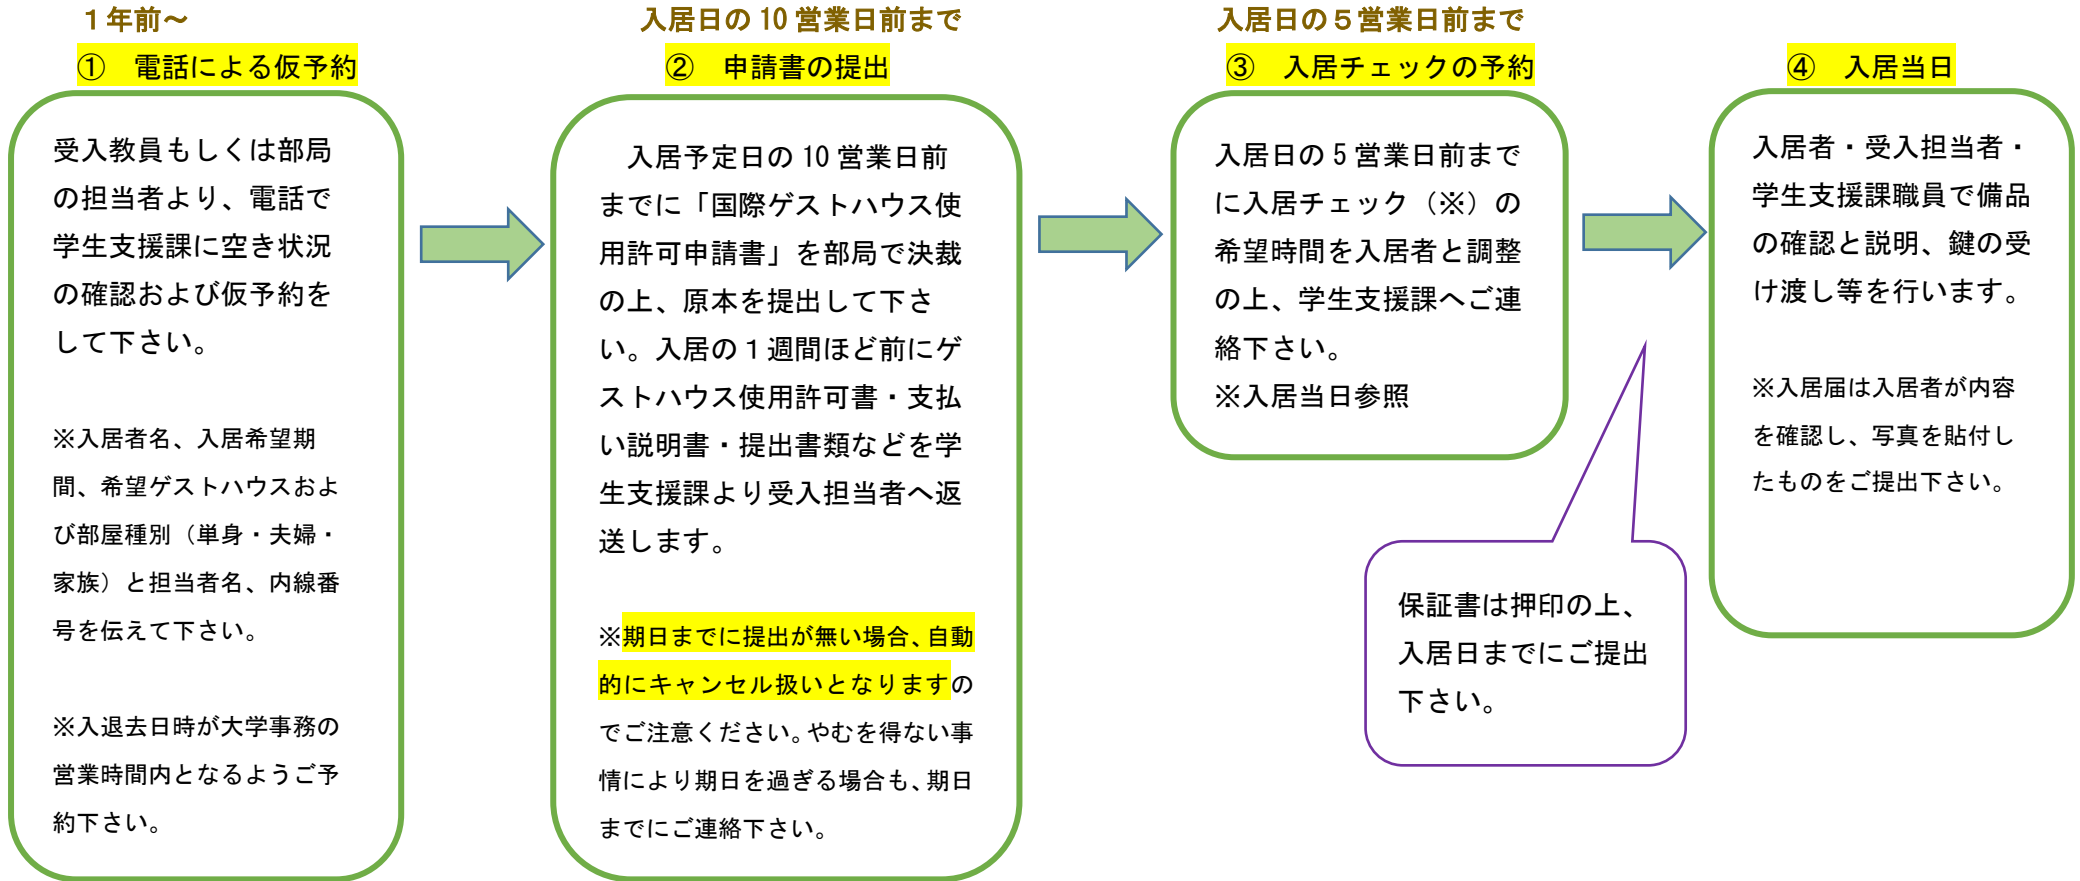 １年前～
①　電話による仮予約
受入教員もしくは部局
の担当者より、電話で
学生支援課に空き状況
の確認および仮予約を
して下さい。
※入居者名、入居希望期
間、希望ゲストハウスおよ
び部屋種別（単身・夫婦・
家族）と担当者名、内線番
号を伝えて下さい。
※入退去日時が大学事務の
営業時間内となるようご予
約下さい。
入居日の 10 営業日前まで
②　申請書の提出
入居予定日の 10 営業日前
までに「国際ゲストハウス使
用許可申請書」を部局で決裁
の上、原本を提出して下さ
い。入居の１週間ほど前にゲ
ストハウス使用許可書・支払
い説明書・提出書類などを学
生支援課より受入担当者へ返
送します。
※期日までに提出が無い場合、自動
的にキャンセル扱いとなりますの
でご注意ください。やむを得ない事
情により期日を過ぎる場合も、期日
までにご連絡下さい。
入居日の５営業日前まで
③　入居チェックの予約
入居日の 5 営業日前まで
に入居チェック（※）の
希望時間を入居者と調整
の上、学生支援課へご連
絡下さい。
※入居当日参照
保証書は押印の上、
入居日までにご提出
下さい。
④　入居当日
入居者・受入担当者・
学生支援課職員で備品
の確認と説明、鍵の受
け渡し等を行います。
※入居届は入居者が内容
を確認し、写真を貼付し
たものをご提出下さい。